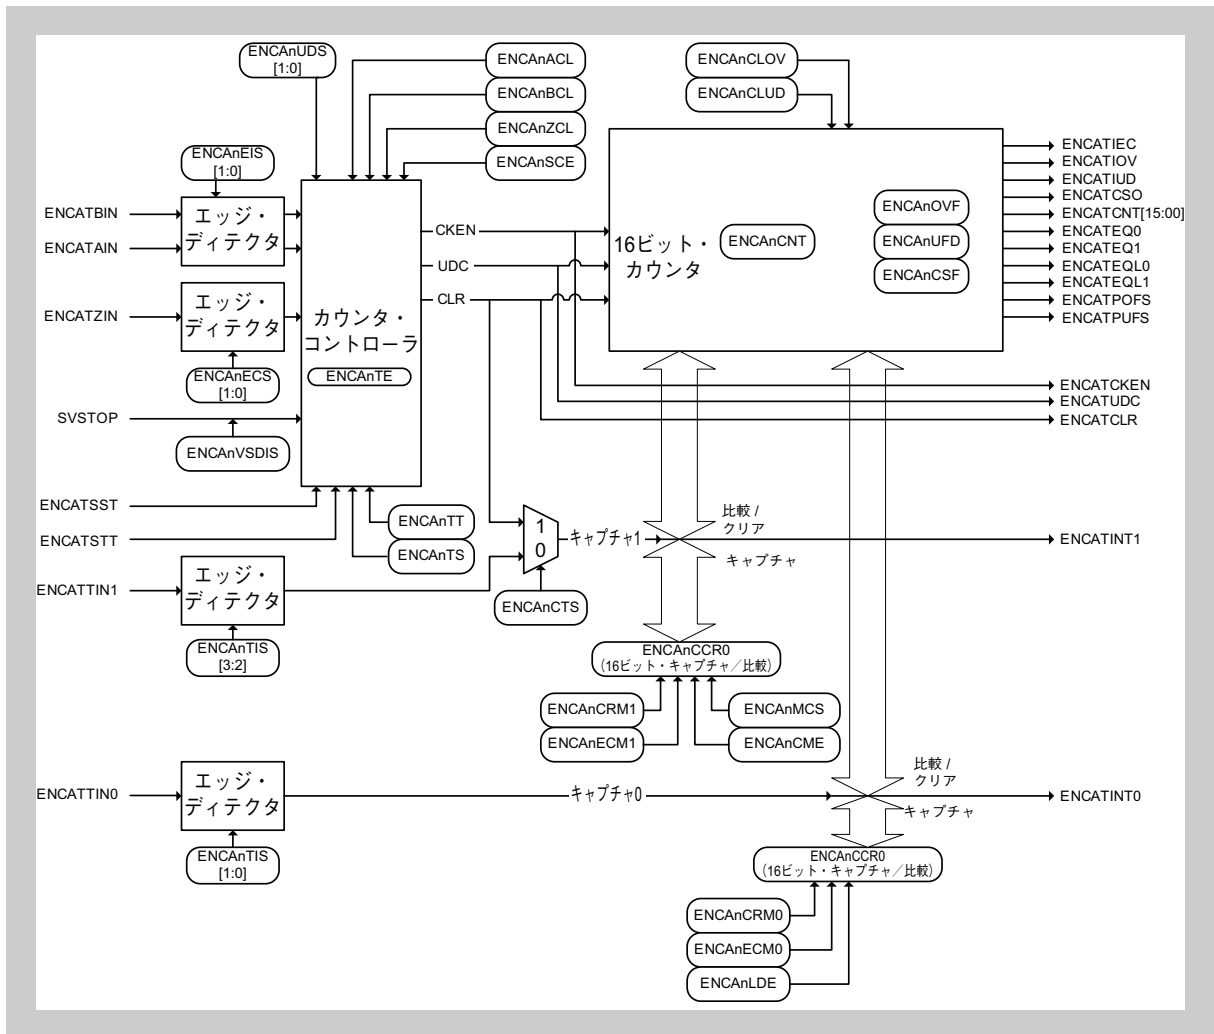 ENCAnUDS
[1:0]
ENCAnACL
ENCAnBCL
ENCAnZCL
ENCAnSCE
ENCAnCLOV
ENCAnCLUD
ENCAnEIS
[1:0]
ENCATBIN
ENCATAIN
エッジ・
ディテクタ
ENCATZIN
エッジ・
ディテクタ
ENCAnECS
[1:0]
SVSTOP
ENCAnVSDIS
カウンタ・
コントローラ
ENCAnTE
CKEN
UDC
CLR
16ビット・
カウンタ
ENCAnCNT
ENCAnOVF
ENCAnUFD
ENCAnCSF
ENCATIEC
ENCATIOV
ENCATIUD
ENCATCSO
ENCATCNT[15:00]
ENCATEQ0
ENCATEQ1
ENCATEQL0
ENCATEQL1
ENCATPOFS
ENCATPUFS
ENCATCKEN
ENCATUDC
ENCATCLR
ENCATSST
ENCATSTT
ENCAnTT
ENCAnTS
1
0
キャプチャ1
比較 /
クリア
キャプチャ
ENCATINT1
ENCATTIN1
エッジ・
ディテクタ
ENCAnTIS
[3:2]
ENCAnCTS
ENCAnCCR0
(16ビット・キャプチャ/比較)
ENCAnCRM1
ENCAnECM1
ENCAnMCS
ENCAnCME
ENCATTIN0
エッジ・
ディテクタ
ENCAnTIS
[1:0]
キャプチャ0
比較 /
クリア
キャプチャ
ENCATINT0
ENCAnCCR0
(16ビット・キャプチャ/比較)
ENCAnCRM0
ENCAnECM0
ENCAnLDE